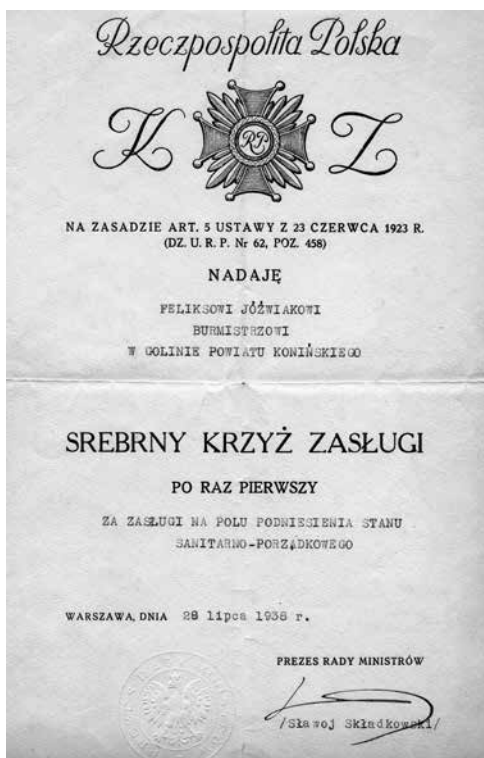 Rzeczpospolita Polska
K RP Z
NA ZASADZIE ART. 5 USTAWY Z 23 CZERWCA 1923 R.
(DZ. U. R. P. Nr 62, POZ. 458)
NADAJĘ
FELIKSOWI JÓŹWIAKOWI
BURMISTRZOWI
W GOLINIE POWIATU KONIŃSKIEGO
SREBRNY KRZYŻ ZASŁUGI
PO RAZ PIERWSZY
ZA ZASŁUGI NA POLU PODNIESIENIA STANU
SANITARNO-PORZĄDKOWEGO
WARSZAWA, DNIA 28 lipca 1938 r.
PREZES RADY MINISTRÓW
/Sławoj Składkowski/